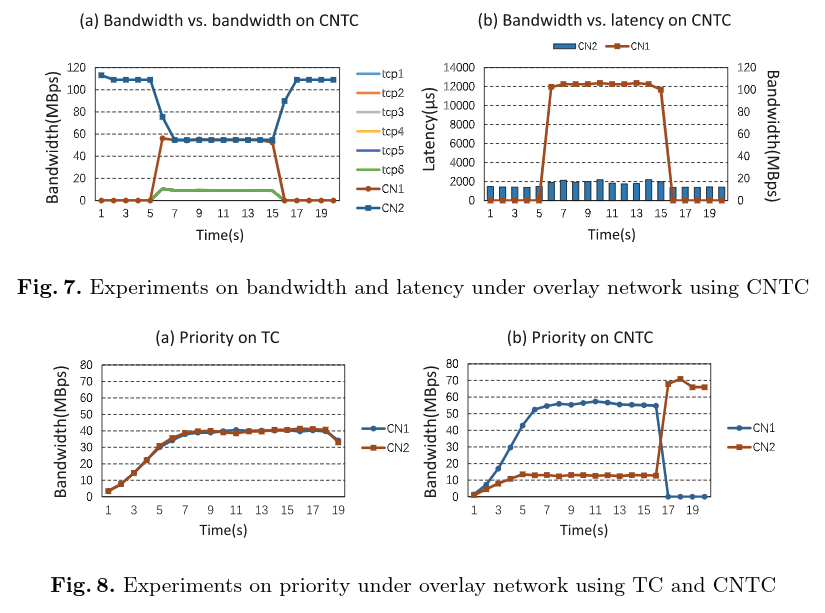 (a) Bandwidth vs. bandwidth on CNTC
Bandwidth(MBps)
120
100
80
60
40
20
0
1 3 5 7 9 11 13 15 17 19
Time(s)
tcp1
tcp2
tcp3
tcp4
tcp5
tcp6
CN1
CN2
(b) Bandwidth vs. latency on CNTC
CN2 CN1
Latency(μs)
14000
12000
10000
8000
6000
4000
2000
0
120
100
80
60
40
20
0
Bandwidth(MBps)
1 3 5 7 9 11 13 15 17 19
Time(s)
Fig. 7. Experiments on bandwidth and latency under overlay network using CNTC
(a) Priority on TC
Bandwidth(MBps)
80
70
60
50
40
30
20
10
0
1 3 5 7 9 11 13 15 17 19
Time(s)
CN1
CN2
(b) Priority on CNTC
Bandwidth(MBps)
80
70
60
50
40
30
20
10
0
1 3 5 7 9 11 13 15 17 19
Time(s)
CN1
CN2
Fig. 8. Experiments on priority under overlay network using TC and CNTC